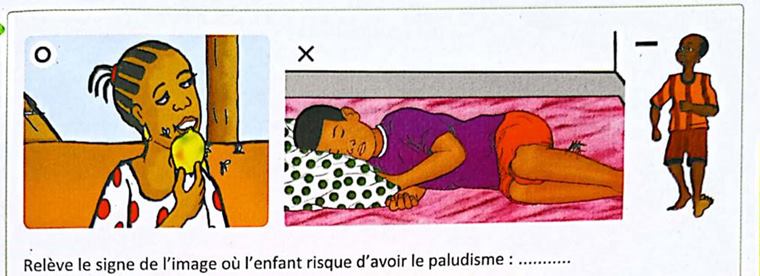 O × –
Relève le signe de l'image où l'enfant risque d'avoir le paludisme : ...........